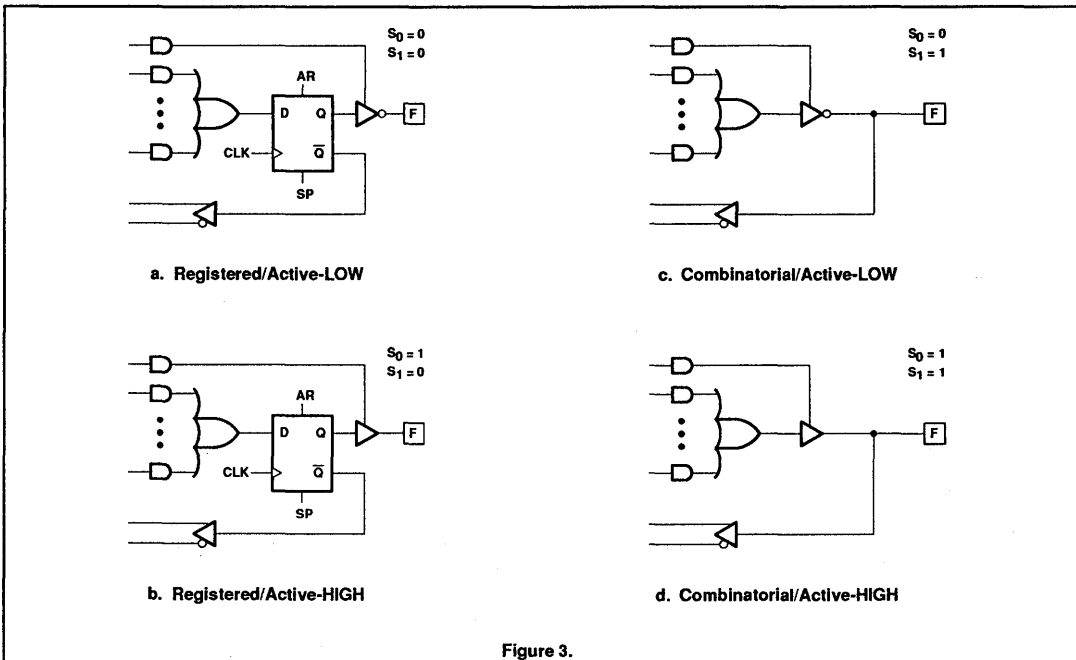 S0 = 0
S1 = 0
AR
D Q
F
CLK
Q̅
SP
a. Registered/Active-LOW
S0 = 0
S1 = 1
F
c. Combinatorial/Active-LOW
S0 = 1
S1 = 0
AR
D Q
F
CLK
Q̅
SP
b. Registered/Active-HIGH
S0 = 1
S1 = 1
F
d. Combinatorial/Active-HIGH
Figure 3.